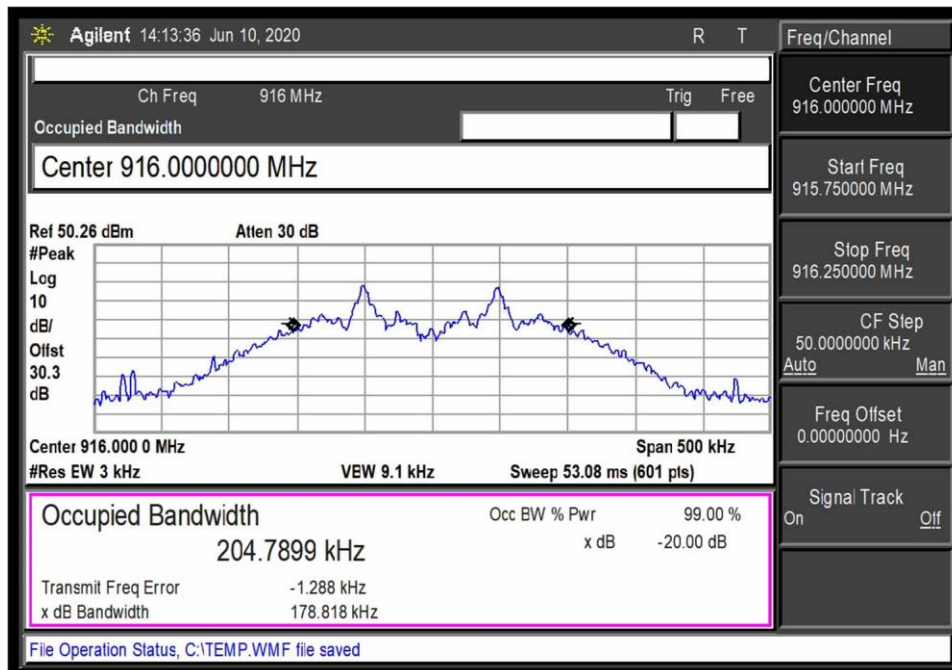 Agilent 14:13:36 Jun 10, 2020 R T
Freq/Channel
Ch Freq 916 MHz Trig Free
Occupied Bandwidth
Center 916.0000000 MHz
Ref 50.26 dBm Atten 30 dB
#Peak
Log
10
dB/
Offst
30.3
dB
Center 916.000 0 MHz Span 500 kHz
#Res EW 3 kHz VEW 9.1 kHz Sweep 53.08 ms (601 pls)
Occupied Bandwidth Occ BW % Pwr 99.00 %
204.7899 kHz x dB -20.00 dB
Transmit Freq Error -1.288 kHz
x dB Bandwidth 178.818 kHz
File Operation Status, C:\TEMP.WMF file saved
Center Freq
916.000000 MHz
Start Freq
915.750000 MHz
Stop Freq
916.250000 MHz
CF Step
50.0000000 kHz
Auto Man
Freq Offset
0.00000000 Hz
Signal Track
On Off